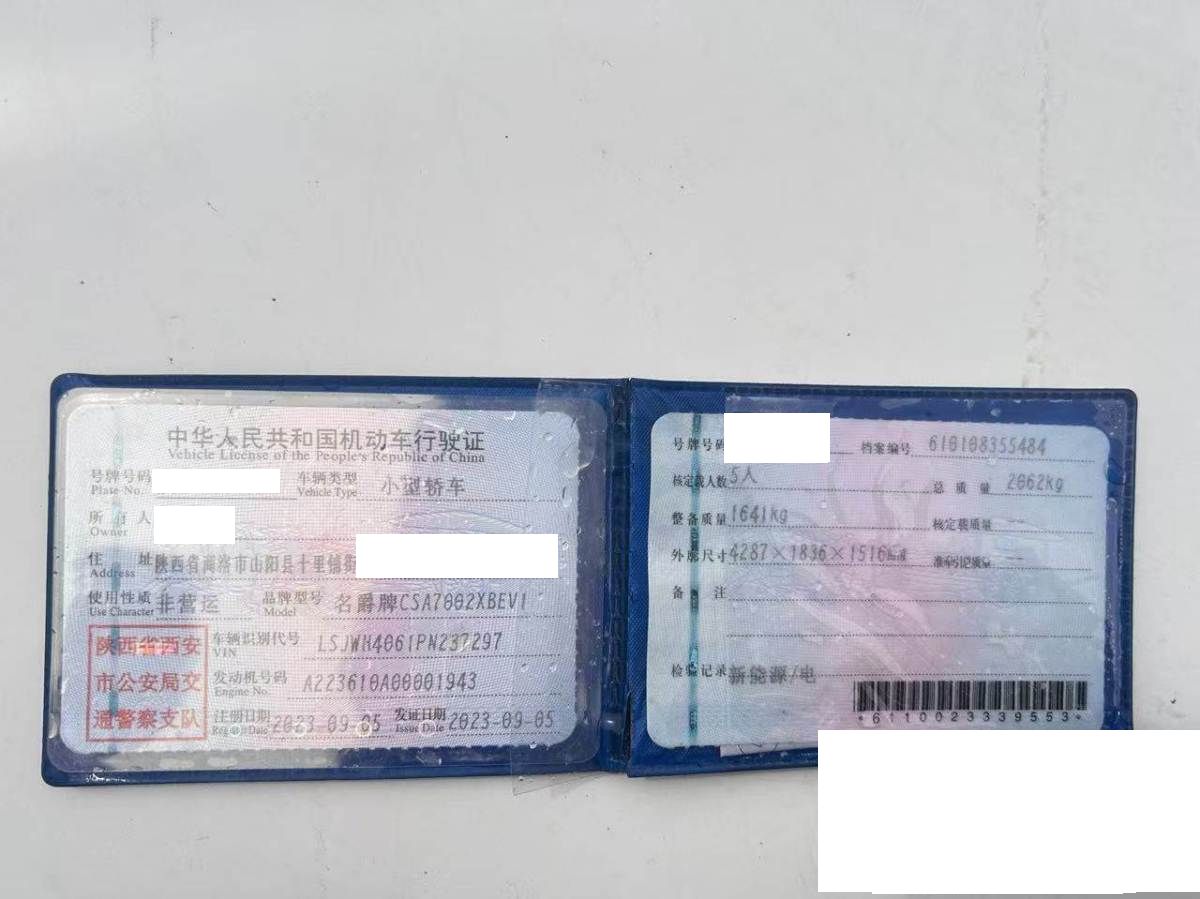 中华人民共和国机动车行驶证
Vehicle License of the People's Republic of China
号牌号码
Plate No.
车辆类型 小型轿车
Vehicle Type
所有人
Owner
住址 陕西省商洛市山阳县十里铺街
Address
使用性质 非营运
Use Character
品牌型号 名爵牌CSA7002XBEV1
Model
陕西省西安
市公安局交
通警察支队
车辆识别代号 LSJWH4061PN237297
VIN
发动机号码 A223610A00001943
Engine No.
注册日期 2023-09-05
Register Date
发证日期 2023-09-05
Issue Date
号牌号码
档案编号 610108355484
核定载人数 5人
总质量 2062kg
整备质量 1641kg
核定载质量 --
外廓尺寸 4287×1836×1516mm
准牵引总质量 --
备注
检验记录 新能源/电
*6110023339553*